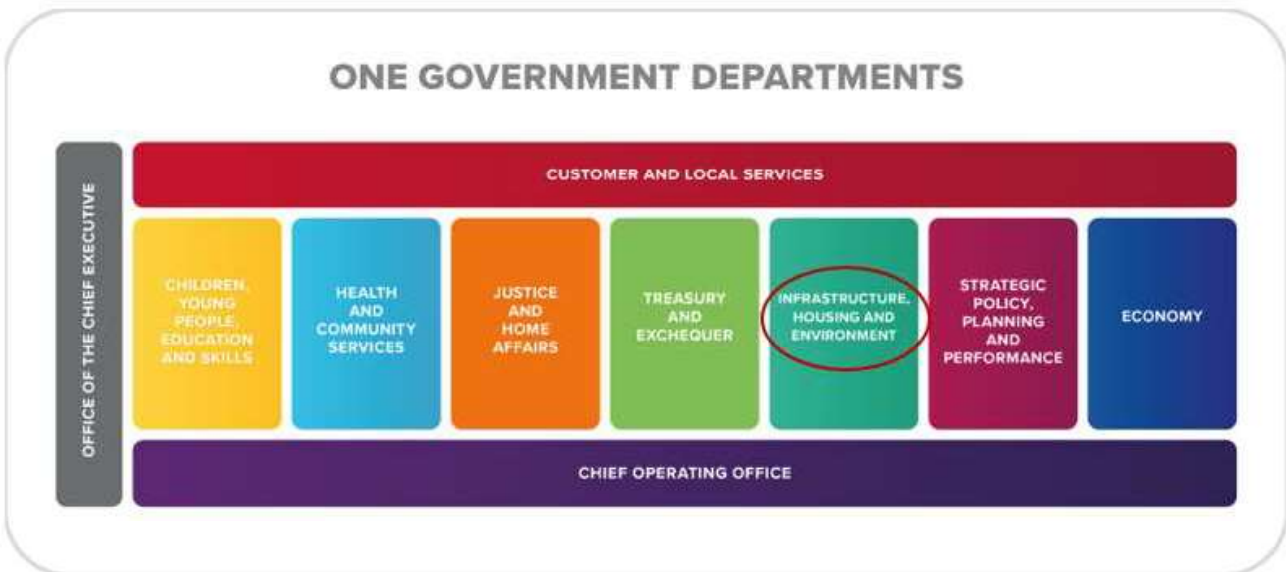 ONE GOVERNMENT DEPARTMENTS
OFFICE OF THE CHIEF EXECUTIVE
CUSTOMER AND LOCAL SERVICES
CHILDREN,
YOUNG
PEOPLE,
EDUCATION
AND SKILLS
HEALTH
AND
COMMUNITY
SERVICES
JUSTICE
AND
HOME
AFFAIRS
TREASURY
AND
EXCHEQUER
INFRASTRUCTURE,
HOUSING AND
ENVIRONMENT
STRATEGIC
POLICY,
PLANNING
AND
PERFORMANCE
ECONOMY
CHIEF OPERATING OFFICE